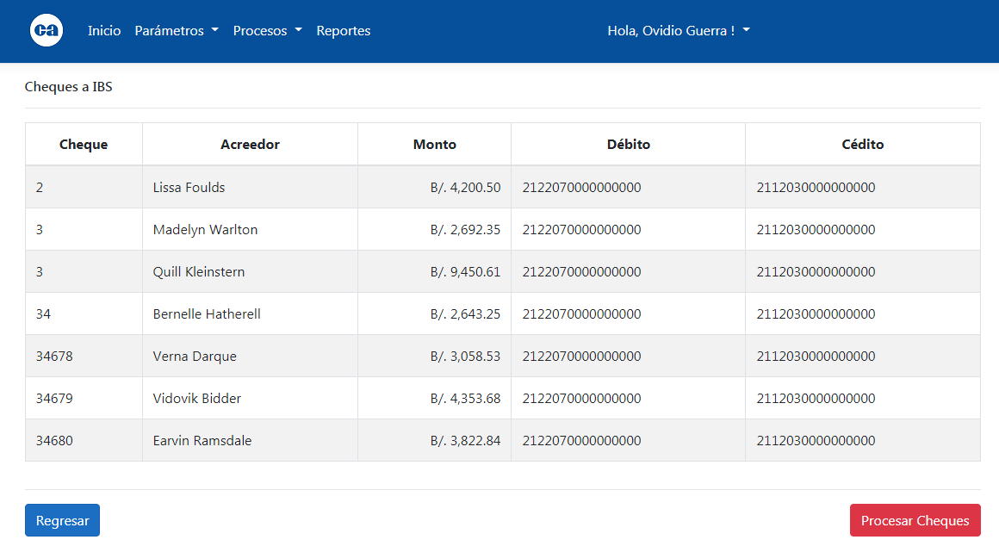 ca Inicio Parámetros Procesos Reportes Hola, Ovidio Guerra !
Cheques a IBS
Cheque Acreedor Monto Débito Cédito
2 Lissa Foulds B/. 4,200.50 2122070000000000 2112030000000000
3 Madelyn Warlton B/. 2,692.35 2122070000000000 2112030000000000
3 Quill Kleinstern B/. 9,450.61 2122070000000000 2112030000000000
34 Bernelle Hatherell B/. 2,643.25 2122070000000000 2112030000000000
34678 Verna Darque B/. 3,058.53 2122070000000000 2112030000000000
34679 Vidovik Bidder B/. 4,353.68 2122070000000000 2112030000000000
34680 Earvin Ramsdale B/. 3,822.84 2122070000000000 2112030000000000
Regresar Procesar Cheques